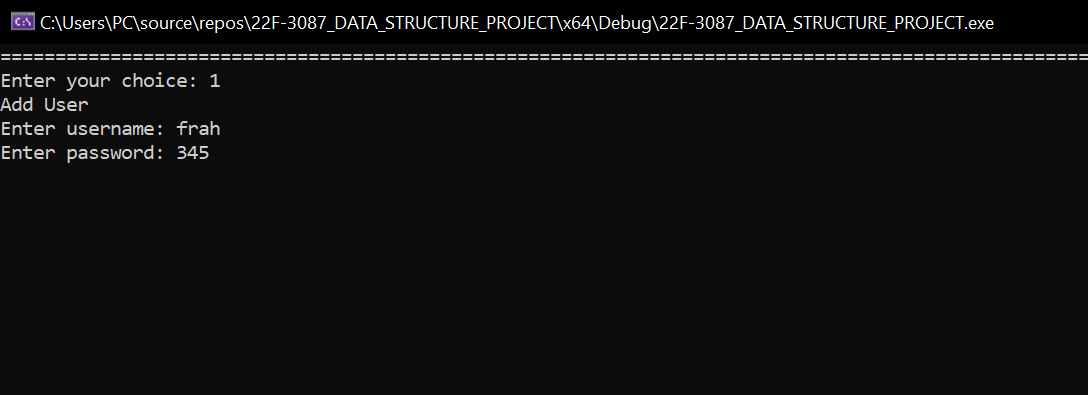 C:\Users\PC\source\repos\22F-3087_DATA_STRUCTURE_PROJECT\x64\Debug\22F-3087_DATA_STRUCTURE_PROJECT.exe
===================================================================================================
Enter your choice: 1
Add User
Enter username: frah
Enter password: 345